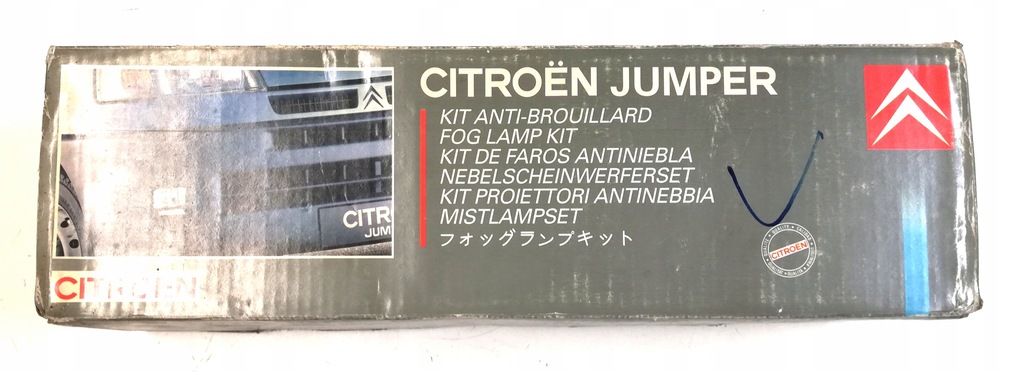 CITROËN JUMPER
KIT ANTI-BROUILLARD
FOG LAMP KIT
KIT DE FAROS ANTINIEBLA
NEBELSCHEINWERFERSET
KIT PROIETTORI ANTINEBBIA
MISTLAMPSET
フォッグランプキット
CITR
JUM
CITROËN
CITROËN